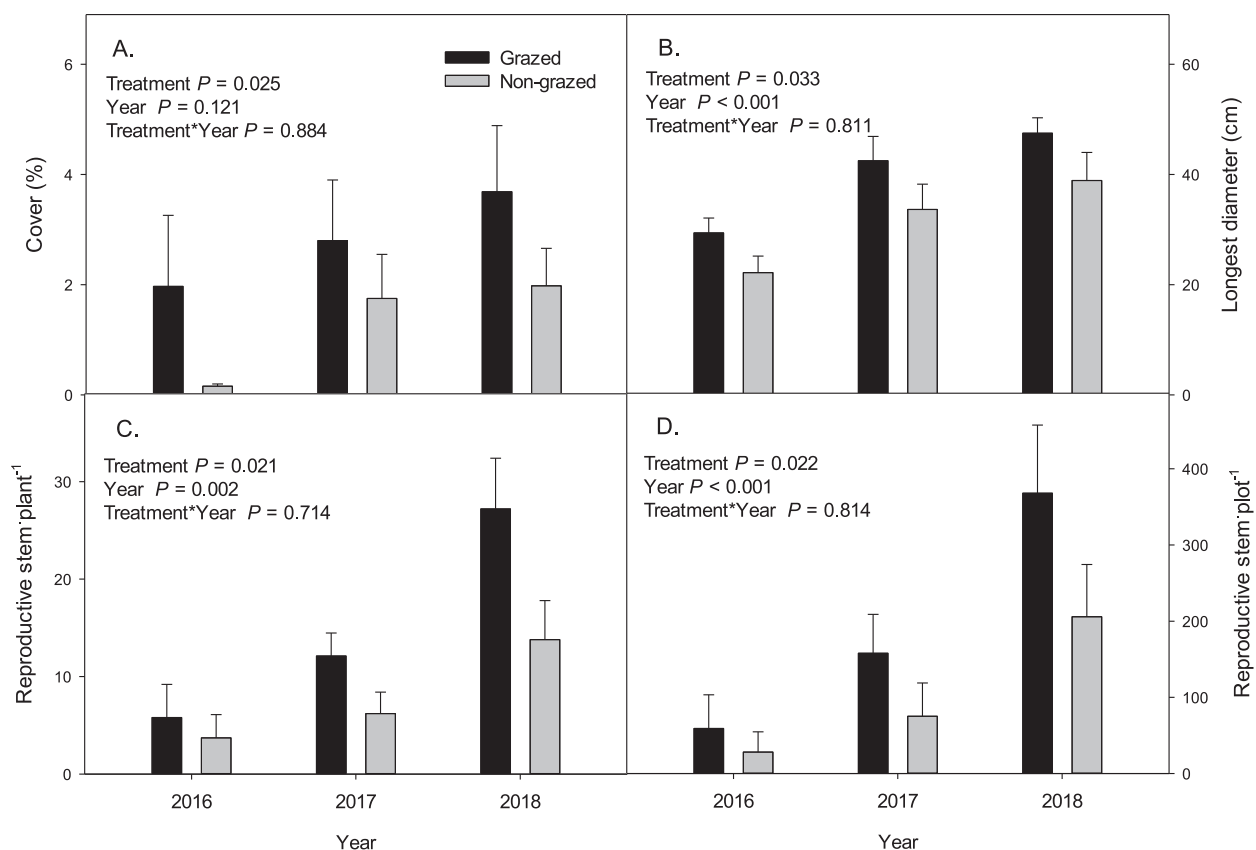 A.
Treatment P = 0.025
Year P = 0.121
Treatment*Year P = 0.884
Grazed
Non-grazed
6
4
2
0
Cover (%)
B.
Treatment P = 0.033
Year P < 0.001
Treatment*Year P = 0.811
60
40
20
0
Longest diameter (cm)
C.
Treatment P = 0.021
Year P = 0.002
Treatment*Year P = 0.714
30
20
10
0
Reproductive stem·plant⁻¹
2016 2017 2018
Year
D.
Treatment P = 0.022
Year P < 0.001
Treatment*Year P = 0.814
400
300
200
100
0
Reproductive stem·plot⁻¹
2016 2017 2018
Year